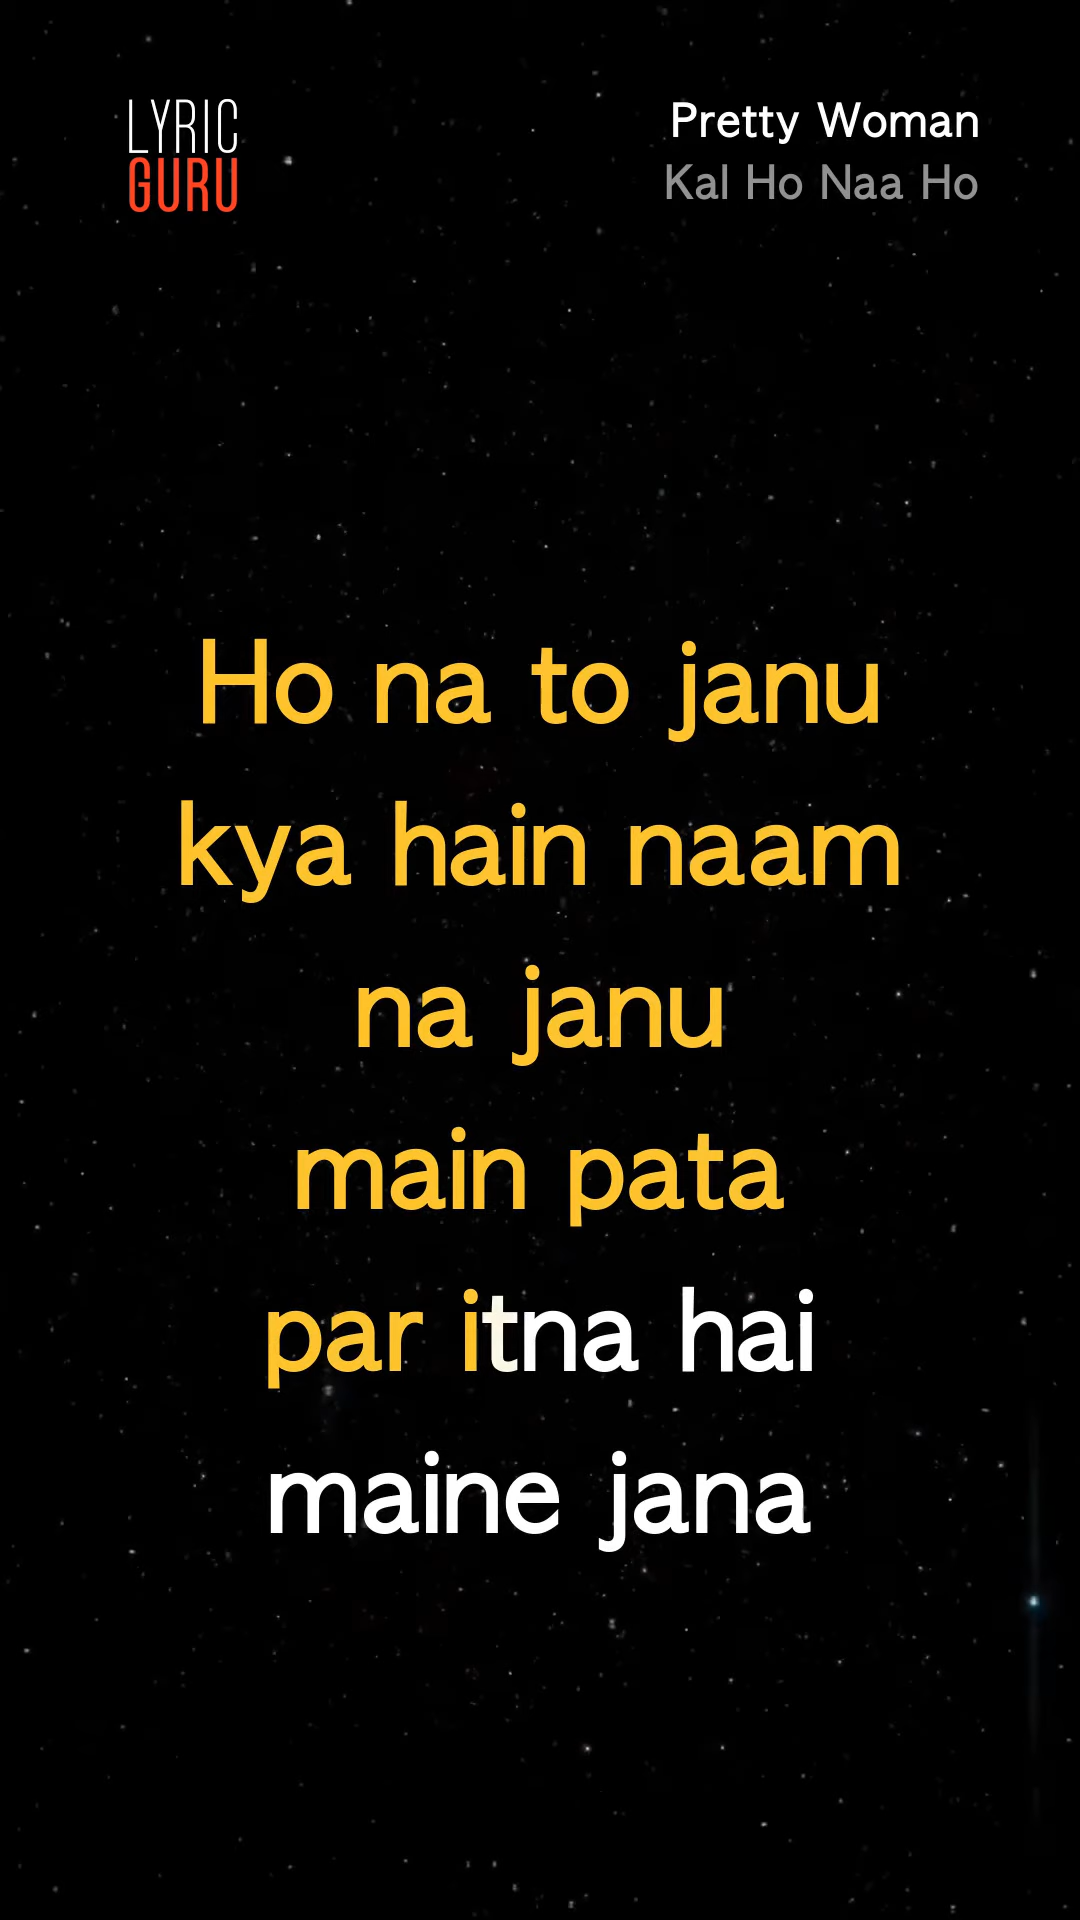 LYRIC
GURU
Pretty Woman
Kal Ho Naa Ho
Ho na to janu
kya hain naam
na janu
main pata
par itna hai
maine jana